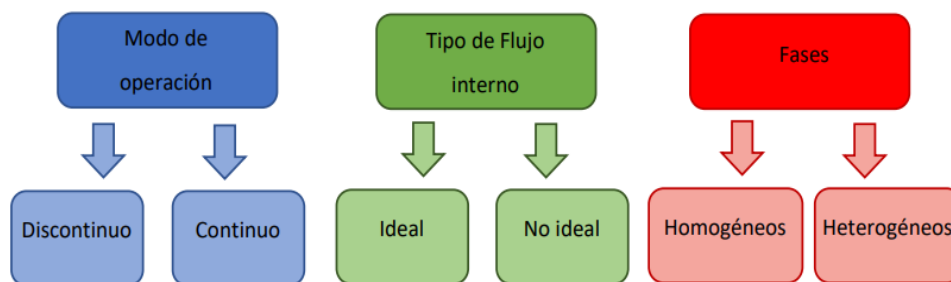 Modo de
operación
Tipo de Flujo
interno
Fases
Discontinuo
Continuo
Ideal
No ideal
Homogéneos
Heterogéneos